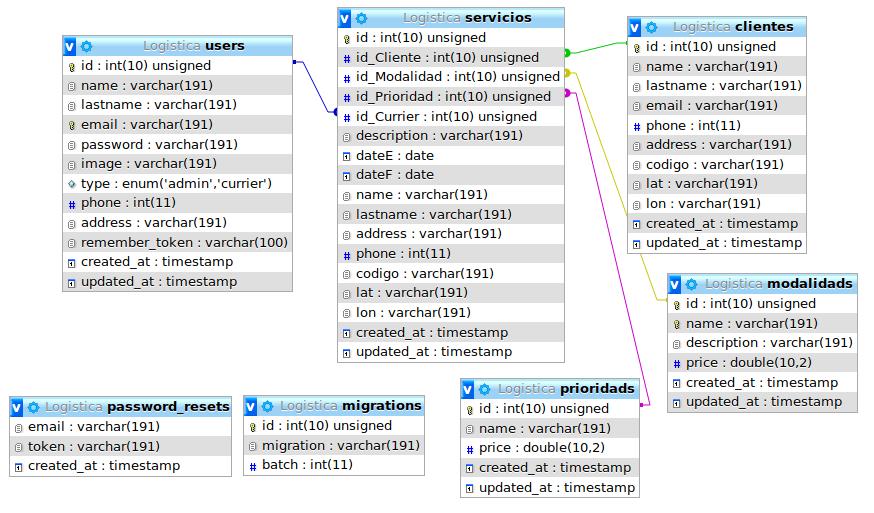 Logistica users
id : int(10) unsigned
name : varchar(191)
lastname : varchar(191)
email : varchar(191)
password : varchar(191)
image : varchar(191)
type : enum('admin','currier')
phone : int(11)
address : varchar(191)
remember_token : varchar(100)
created_at : timestamp
updated_at : timestamp
Logistica servicios
id : int(10) unsigned
id_Cliente : int(10) unsigned
id_Modalidad : int(10) unsigned
id_Prioridad : int(10) unsigned
id_Currier : int(10) unsigned
description : varchar(191)
dateE : date
dateF : date
name : varchar(191)
lastname : varchar(191)
address : varchar(191)
phone : int(11)
codigo : varchar(191)
lat : varchar(191)
lon : varchar(191)
created_at : timestamp
updated_at : timestamp
Logistica clientes
id : int(10) unsigned
name : varchar(191)
lastname : varchar(191)
email : varchar(191)
phone : int(11)
address : varchar(191)
codigo : varchar(191)
lat : varchar(191)
lon : varchar(191)
created_at : timestamp
updated_at : timestamp
Logistica modalidads
id : int(10) unsigned
name : varchar(191)
description : varchar(191)
price : double(10,2)
created_at : timestamp
updated_at : timestamp
Logistica password_resets
email : varchar(191)
token : varchar(191)
created_at : timestamp
Logistica migrations
id : int(10) unsigned
migration : varchar(191)
batch : int(11)
Logistica prioridads
id : int(10) unsigned
name : varchar(191)
price : double(10,2)
created_at : timestamp
updated_at : timestamp